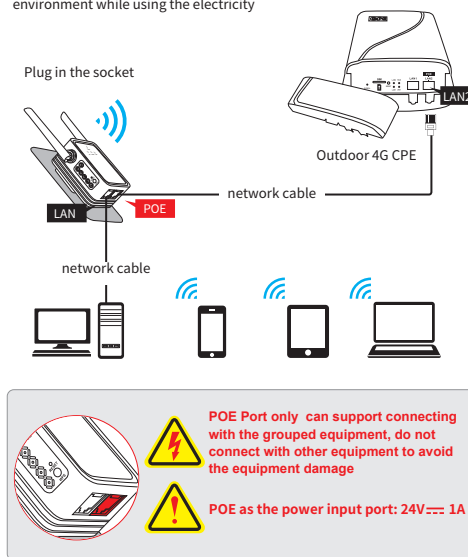 environment while using the electricity
Plug in the socket
LAN2
Outdoor 4G CPE
network cable
LAN
POE
network cable
POE Port only can support connecting
with the grouped equipment, do not
connect with other equipment to avoid
the equipment damage
POE as the power input port: 24V⎓ 1A